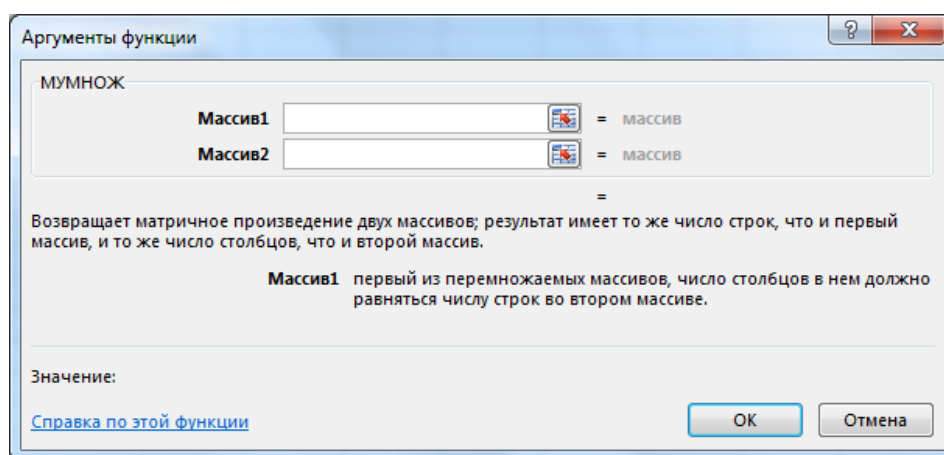 Аргументы функции
?
X
МУМНОЖ
Массив1 = массив
Массив2 = массив
=
Возвращает матричное произведение двух массивов; результат имеет то же число строк, что и первый
массив, и то же число столбцов, что и второй массив.
Массив1 первый из перемножаемых массивов, число столбцов в нем должно
равняться числу строк во втором массиве.
Значение:
Справка по этой функции
ОК
Отмена